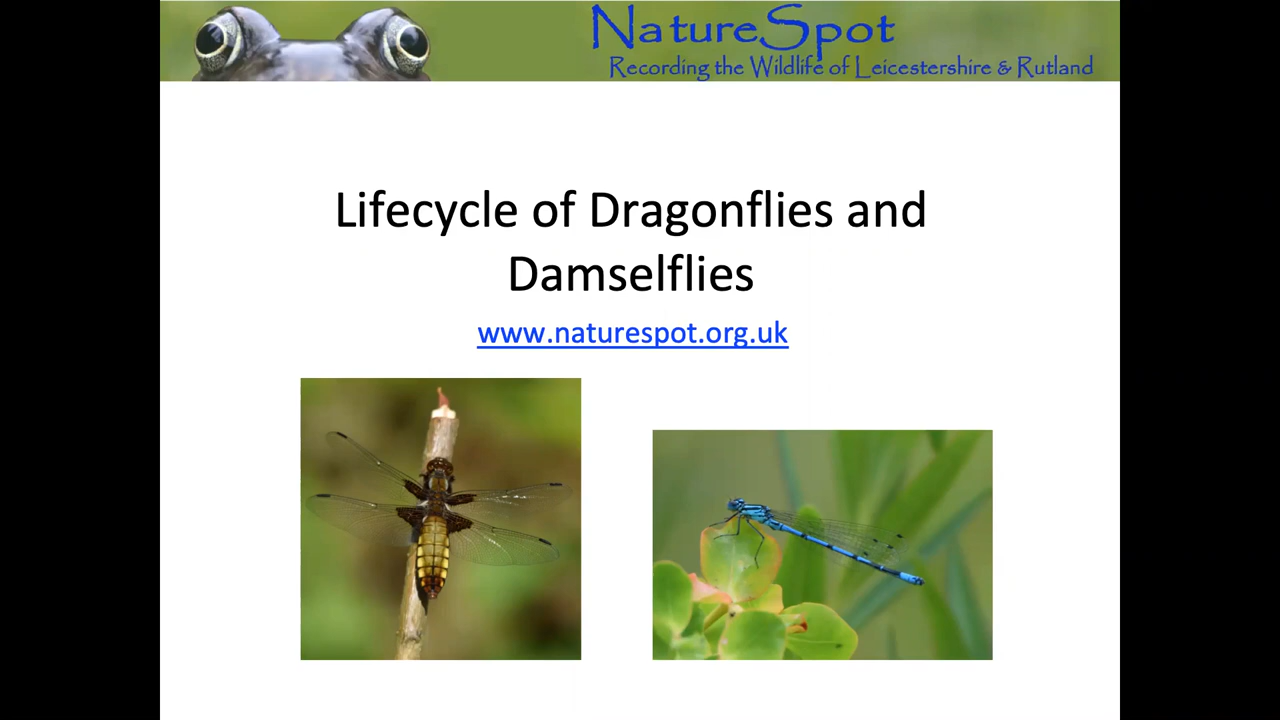 NatureSpot
Recording the Wildlife of Leicestershire & Rutland
Lifecycle of Dragonflies and
Damselflies
www.naturespot.org.uk